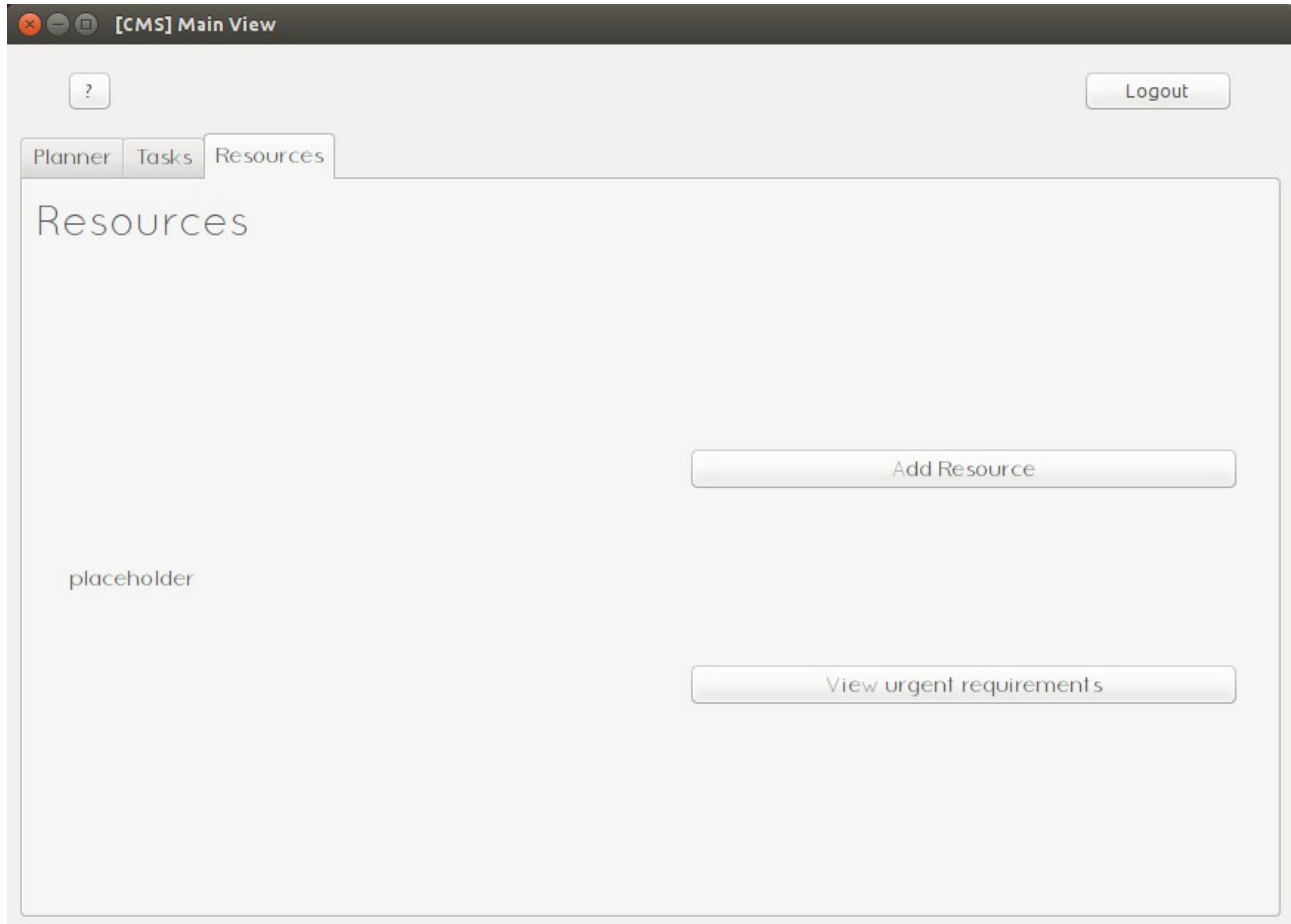 [CMS] Main View
?
Logout
Planner Tasks Resources
Resources
Add Resource
placeholder
View urgent requirements